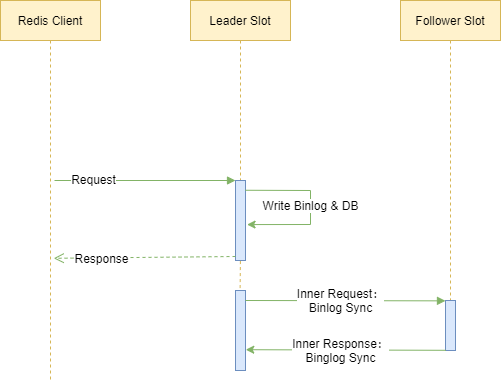 Redis Client
Leader Slot
Follower Slot
Request
Write Binlog & DB
Response
Inner Request：
Binlog Sync
Inner Response：
Binglog Sync